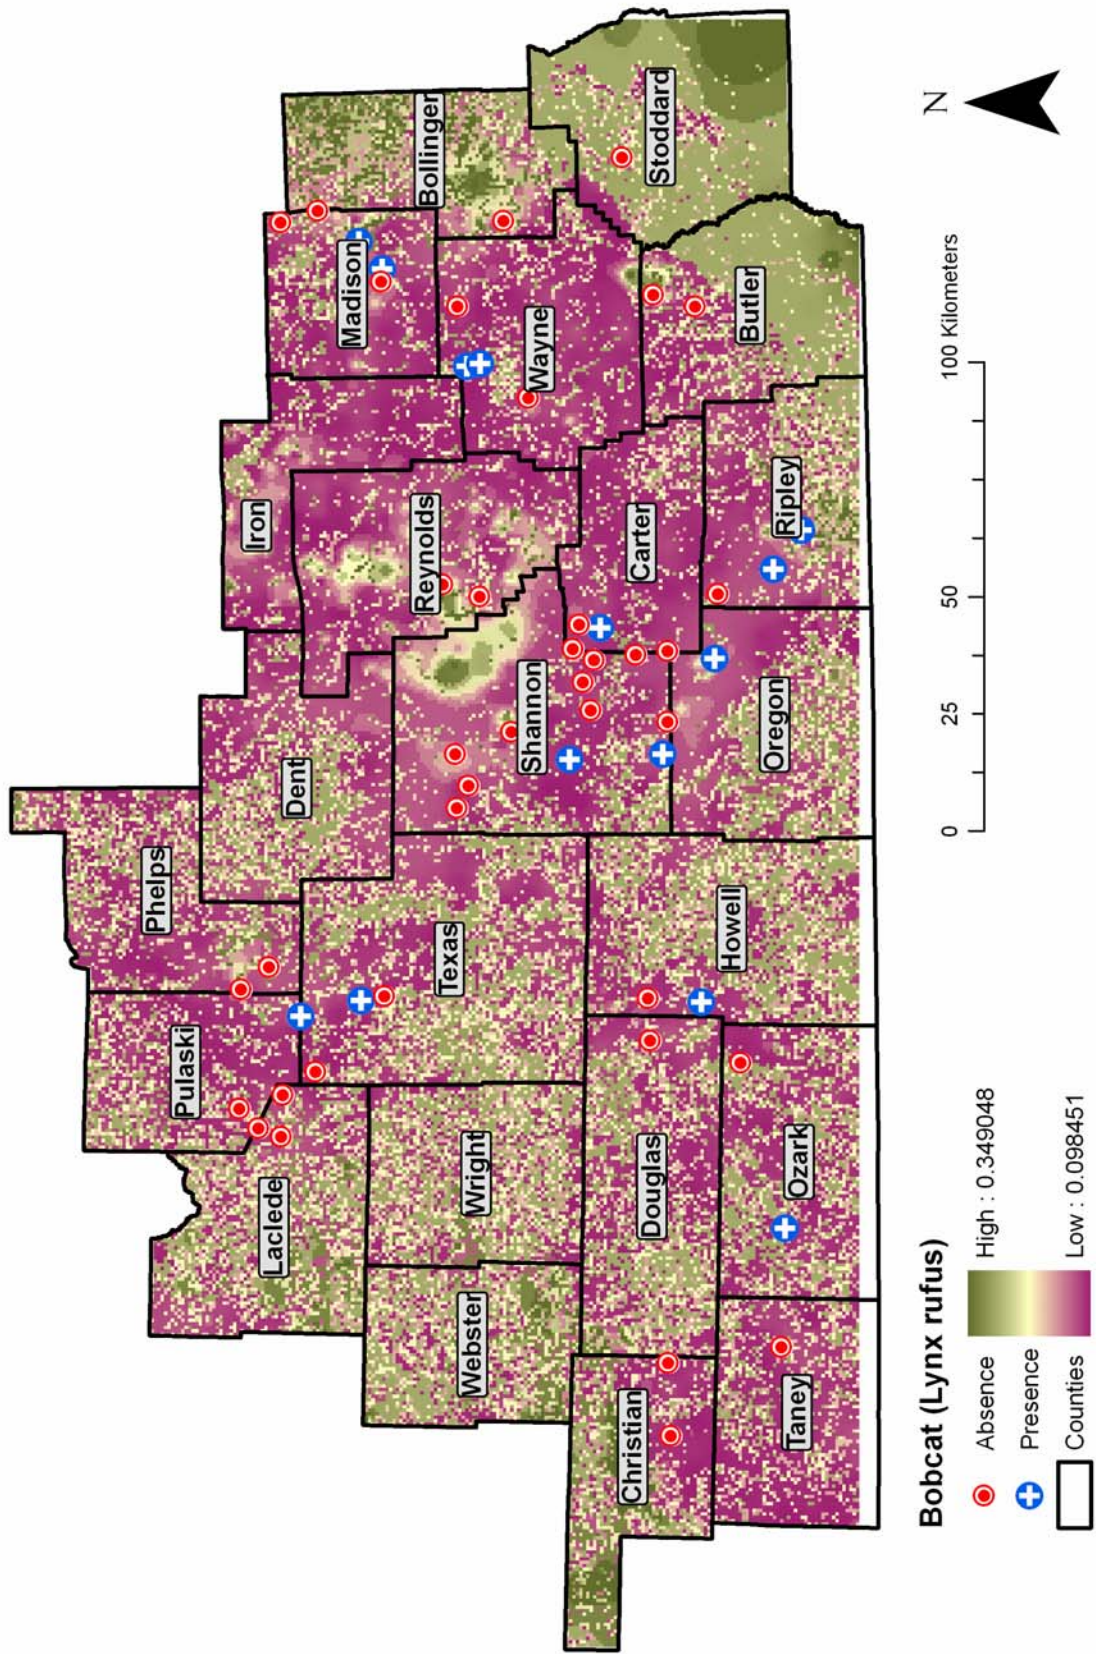 Phelps
Pulaski
Dent
Iron
Madison
Bollinger
Laclede
Texas
Reynolds
Wayne
Webster
Wright
Shannon
Carter
Stoddard
Christian
Douglas
Howell
Oregon
Ripley
Butler
Taney
Ozark
N
Bobcat (Lynx rufus)
Absence
Presence
Counties
High : 0.349048
Low : 0.098451
0
25
50
100 Kilometers